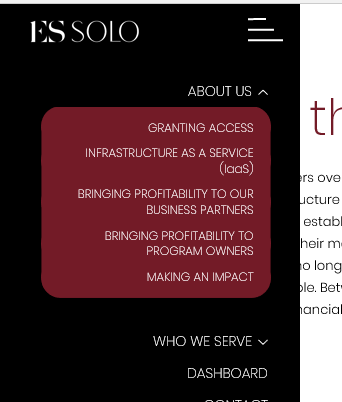 ES SOLO
ABOUT US
GRANTING ACCESS
INFRASTRUCTURE AS A SERVICE
(IaaS)
BRINGING PROFITABILITY TO OUR
BUSINESS PARTNERS
BRINGING PROFITABILITY TO
PROGRAM OWNERS
MAKING AN IMPACT
WHO WE SERVE
DASHBOARD
CONTACT
th
ers ove
ucture
establ
heir m
no long
ble. Bet
nancial